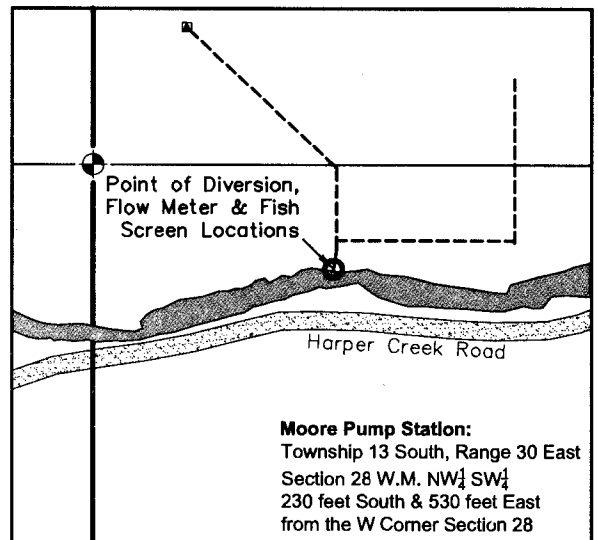 Point of Diversion,
Flow Meter & Fish
Screen Locations
Harper Creek Road
Moore Pump Station:
Township 13 South, Range 30 East
Section 28 W.M. NW¼ SW¼
230 feet South & 530 feet East
from the W Corner Section 28